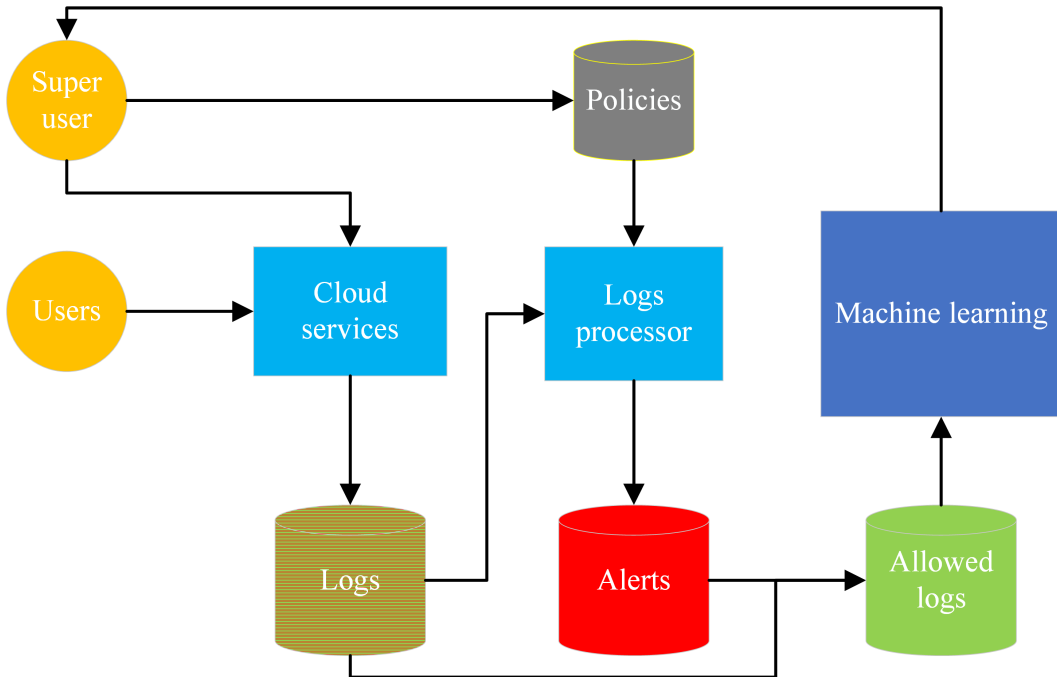 Super
user
Policies
Users
Cloud
services
Logs
processor
Machine learning
Logs
Alerts
Allowed
logs